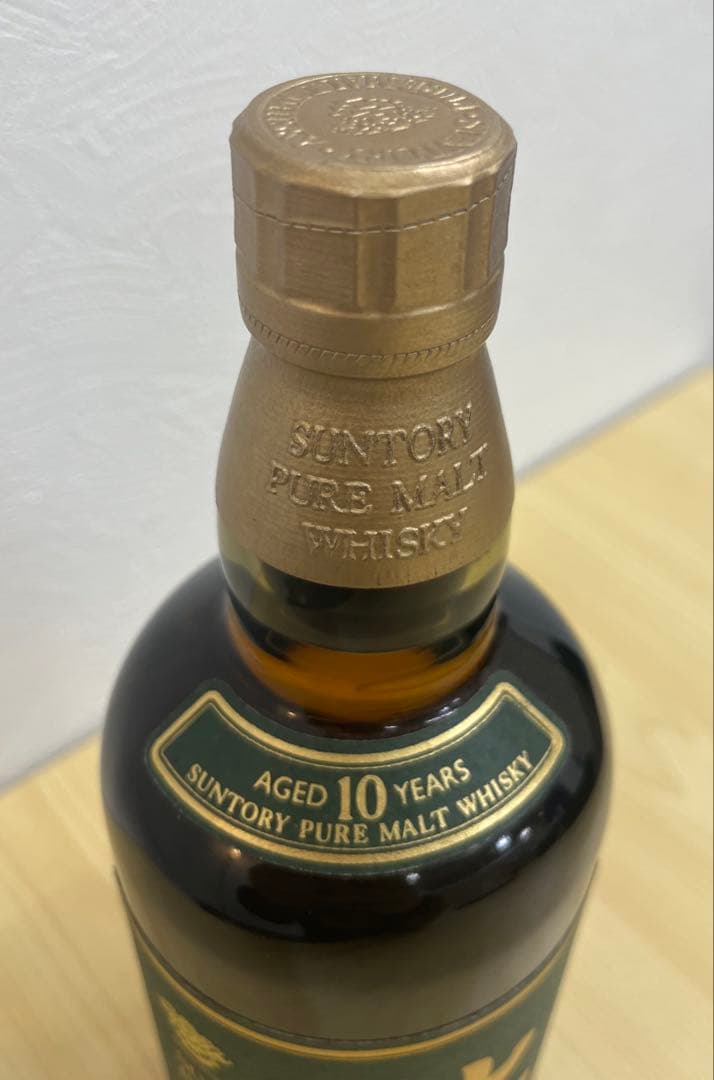 SUNTORY
PURE MALT
WHISKY
AGED 10 YEARS
SUNTORY PURE MALT WHISKY